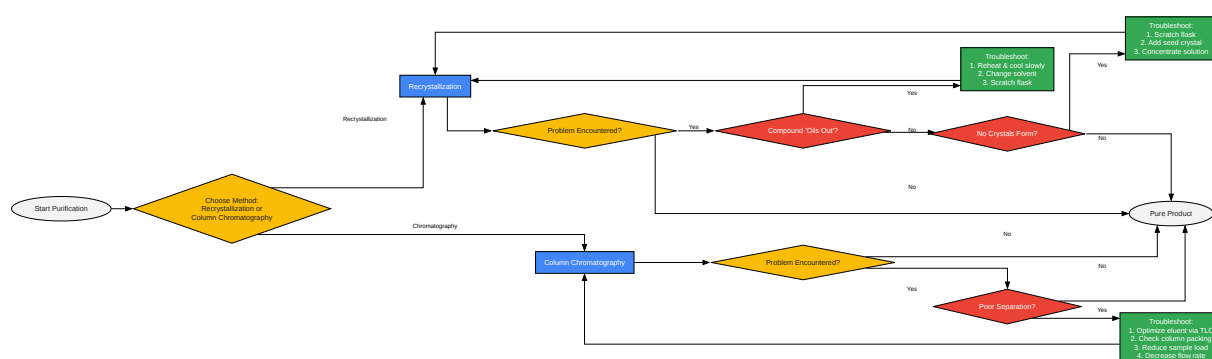 Troubleshoot:
1. Scratch flask
2. Add seed crystal
3. Concentrate solution
Troubleshoot:
1. Reheat & cool slowly
2. Change solvent
3. Scratch flask
Yes
Yes
Recrystallization
Recrystallization
Problem Encountered?
Yes
Compound 'Oils Out'?
No
No Crystals Form?
No
No
Start Purification
Choose Method:
Recrystallization or
Column Chromatography
Pure Product
Chromatography
No
Column Chromatography
Problem Encountered?
No
Yes
Poor Separation?
Yes
Troubleshoot:
1. Optimize eluent via TLC
2. Check column packing
3. Reduce sample load
4. Decrease flow rate